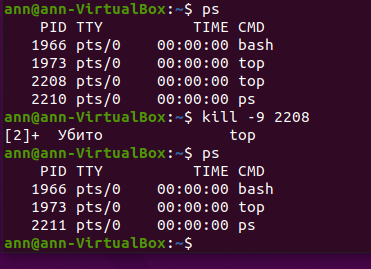 ann@ann-VirtualBox:~$ ps
    PID TTY          TIME CMD
   1966 pts/0    00:00:00 bash
   1973 pts/0    00:00:00 top
   2208 pts/0    00:00:00 top
   2210 pts/0    00:00:00 ps
ann@ann-VirtualBox:~$ kill -9 2208
[2]+  Убито              top
ann@ann-VirtualBox:~$ ps
    PID TTY          TIME CMD
   1966 pts/0    00:00:00 bash
   1973 pts/0    00:00:00 top
   2211 pts/0    00:00:00 ps
ann@ann-VirtualBox:~$